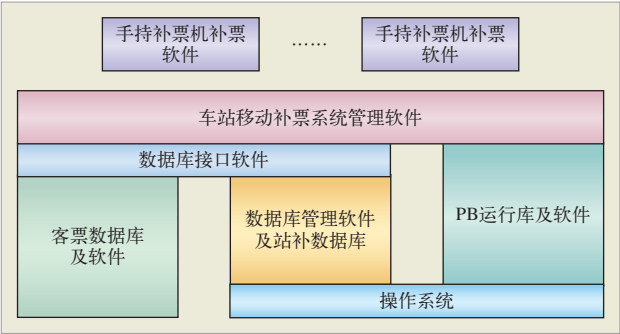 手持补票机补票
软件
……
手持补票机补票
软件
车站移动补票系统管理软件
数据库接口软件
客票数据库
及软件
数据库管理软件
及站补数据库
PB运行库及软件
操作系统